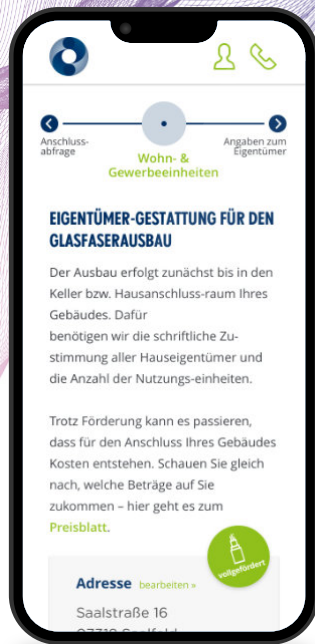 Anschluss-
abfrage
Wohn- &
Gewerbeeinheiten
Angaben zum
Eigentümer
EIGENTÜMER-GESTATTUNG FÜR DEN
GLASFASERAUSBAU
Der Ausbau erfolgt zunächst bis in den
Keller bzw. Hausanschluss-raum Ihres
Gebäudes. Dafür
benötigen wir die schriftliche Zu-
stimmung aller Hauseigentümer und
die Anzahl der Nutzungs-einheiten.
Trotz Förderung kann es passieren,
dass für den Anschluss Ihres Gebäudes
Kosten entstehen. Schauen Sie gleich
nach, welche Beträge auf Sie
zukommen – hier geht es zum
Preisblatt.
vollgefördert
Adresse bearbeiten »
Saalstraße 16